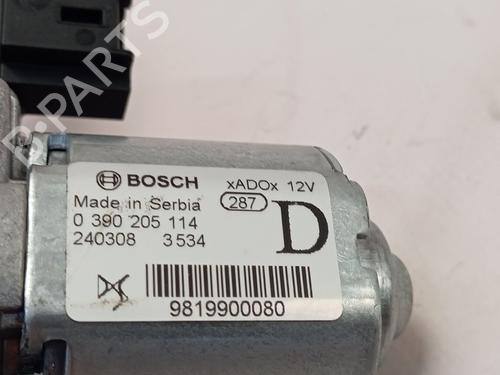 B-PARTS
BOSCH xADOx 12V
Made in Serbia 287
0 390 205 114 D
240308 3534
9819900080